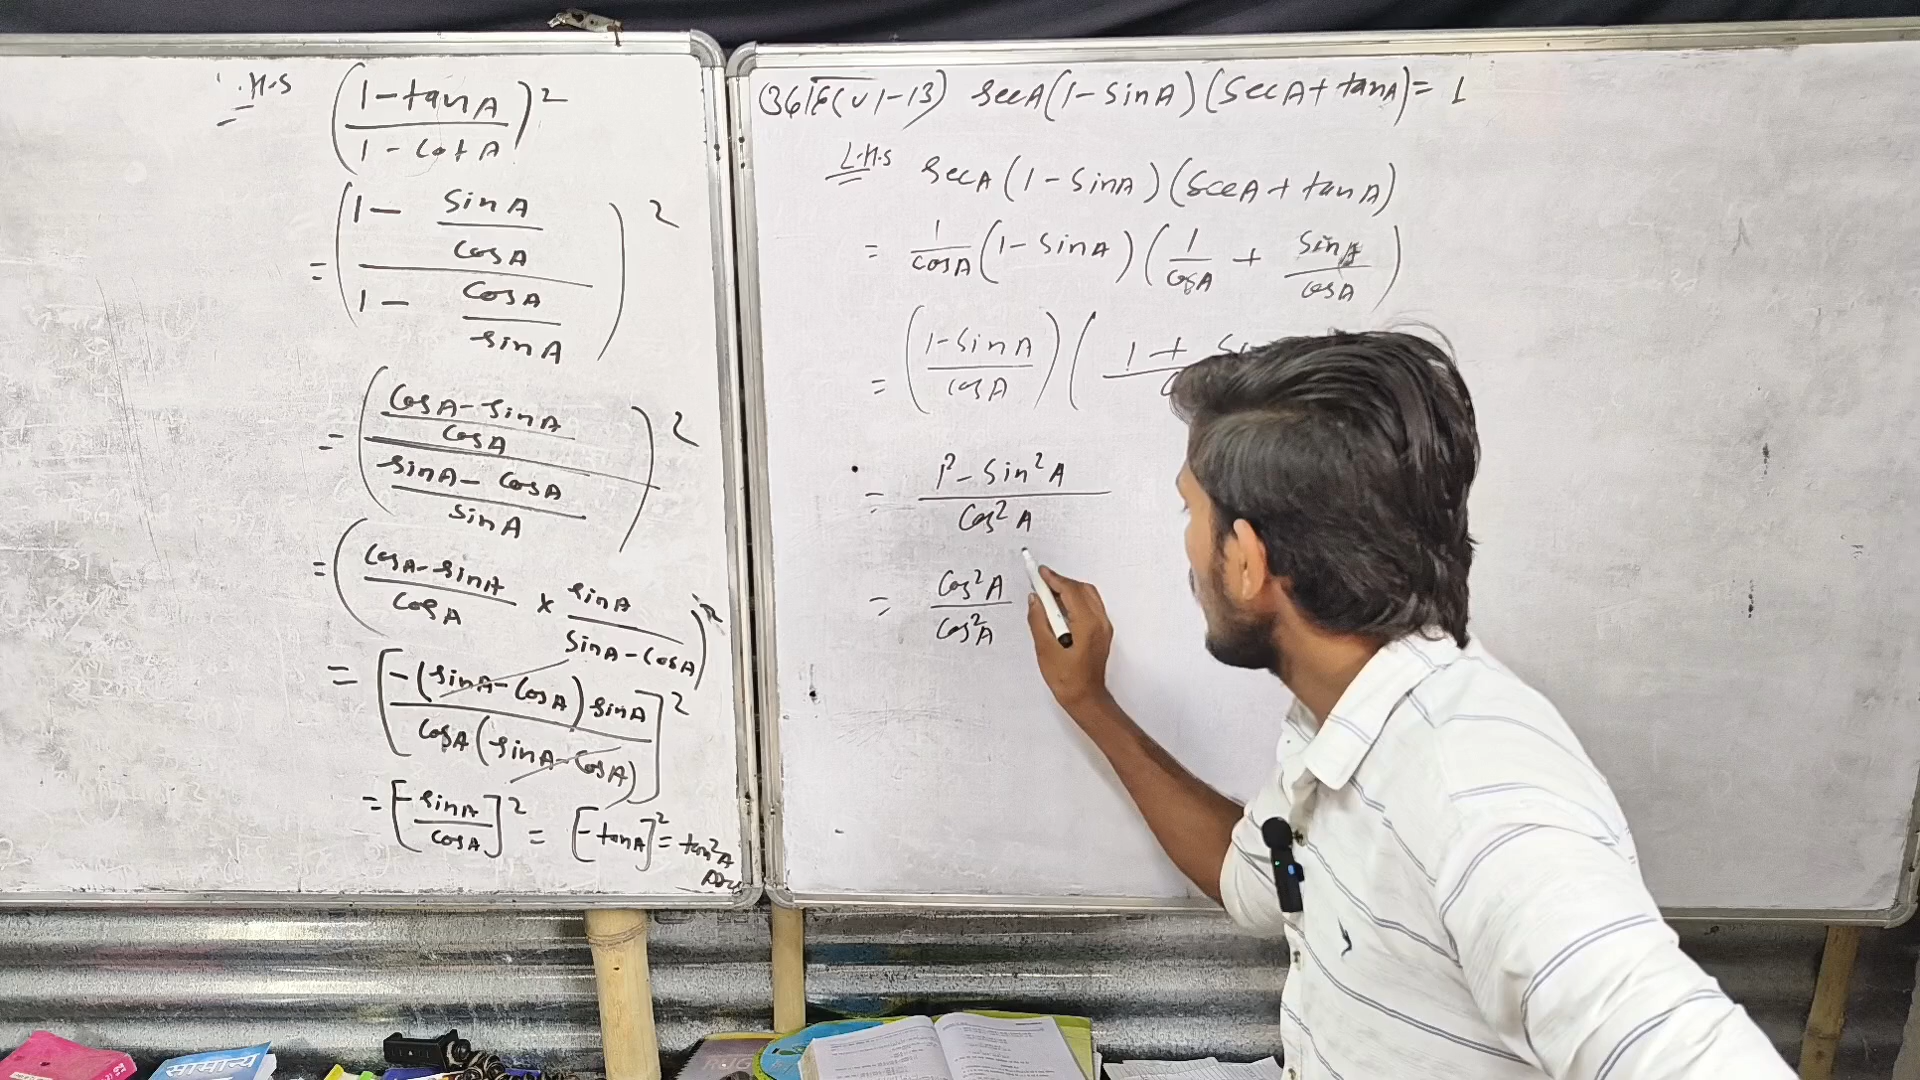 .H.S (1-tanA / 1-cotA)²
= (1 - sinA/cosA / 1 - cosA/sinA)²
= (cosA-sinA/cosA / sinA-cosA/sinA)²
= (cosA-sinA/cosA × sinA/sinA-cosA)²
= [-(sinA-cosA) sinA / cosA(sinA-cosA)]²
= [-sinA/cosA]² = [-tanA]² = tan²A
secA(1-sinA)(secA+tanA)= 1
L.H.S secA(1-sinA)(secA+tanA)
= 1/cosA (1-sinA)(1/cosA + sinA/cosA)
= (1-sinA/cosA)(1+
= 1²-sin²A / cos²A
= cos²A / cos²A
सामान्य